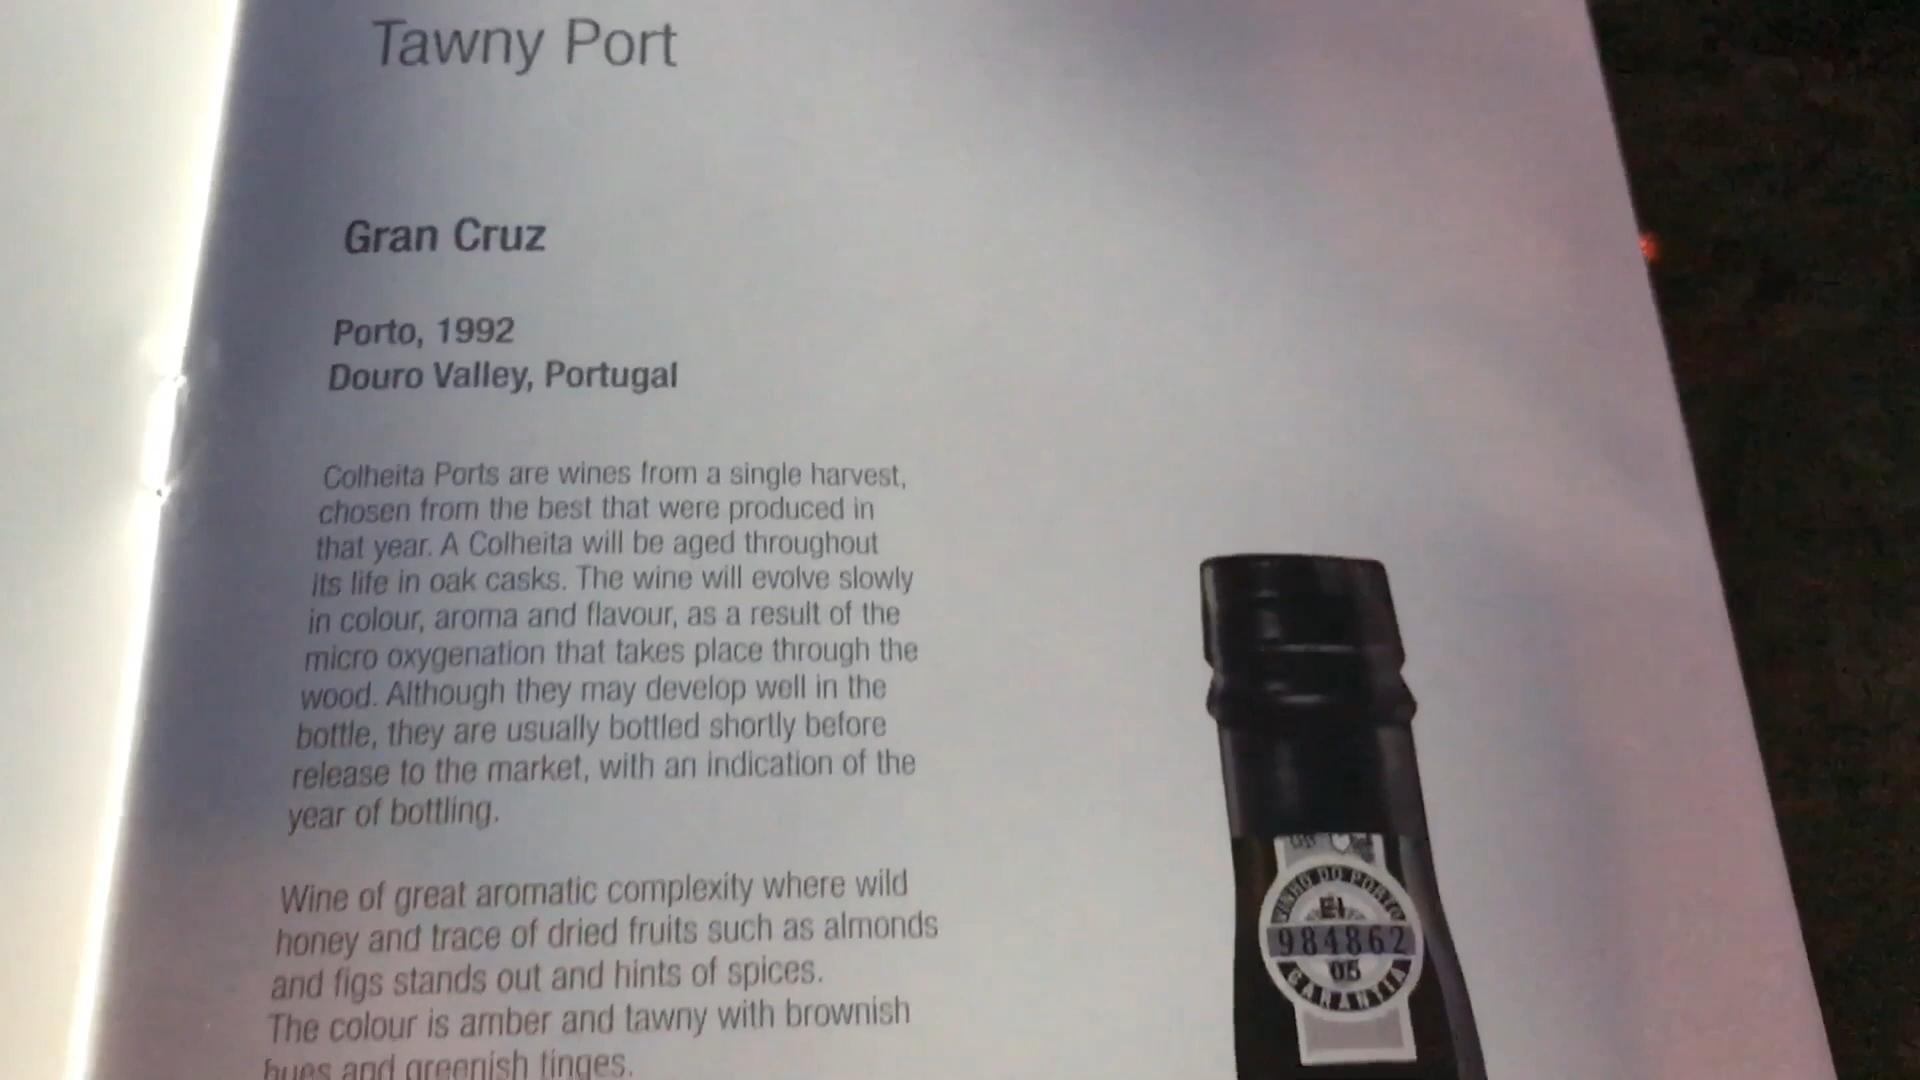 Tawny Port
Gran Cruz
Porto, 1992
Douro Valley, Portugal
Colheita Ports are wines from a single harvest,
chosen from the best that were produced in
that year. A Colheita will be aged throughout
its life in oak casks. The wine will evolve slowly
in colour, aroma and flavour, as a result of the
micro oxygenation that takes place through the
wood. Although they may develop well in the
bottle, they are usually bottled shortly before
release to the market, with an indication of the
year of bottling.
Wine of great aromatic complexity where wild
honey and trace of dried fruits such as almonds
and figs stands out and hints of spices.
The colour is amber and tawny with brownish
hues and greenish tinges.
VINHO DO PORTO
984862
05
GARANTIA